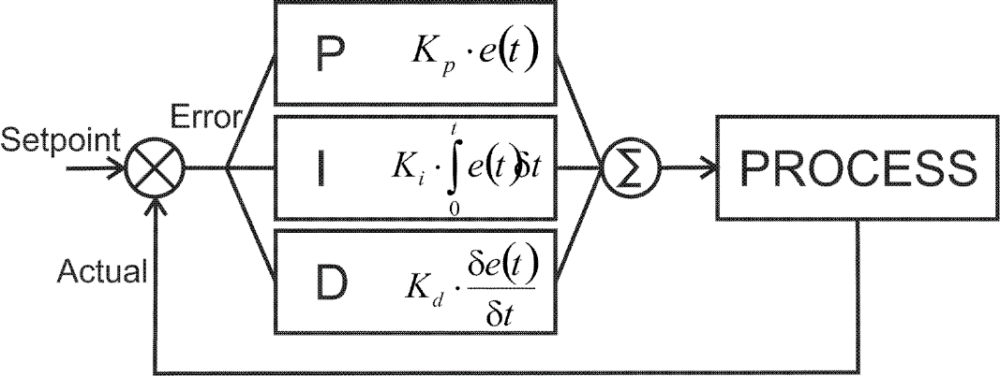 Setpoint
Error
Actual
P K_p · e(t)
I K_i · ∫_0^t e(t)δt
D K_d · δe(t)/δt
Σ
PROCESS